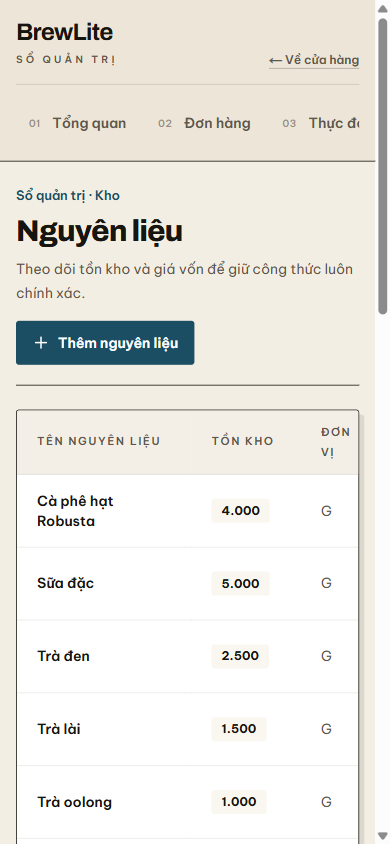 BrewLite
SỔ QUẢN TRỊ
← Về cửa hàng
01 Tổng quan 02 Đơn hàng 03 Thực
Sổ quản trị · Kho
Nguyên liệu
Theo dõi tồn kho và giá vốn để giữ công thức luôn
chính xác.
+ Thêm nguyên liệu
TÊN NGUYÊN LIỆU TỒN KHO ĐƠN
VỊ
Cà phê hạt
Robusta
4.000 G
Sữa đặc 5.000 G
Trà đen 2.500 G
Trà lài 1.500 G
Trà oolong 1.000 G